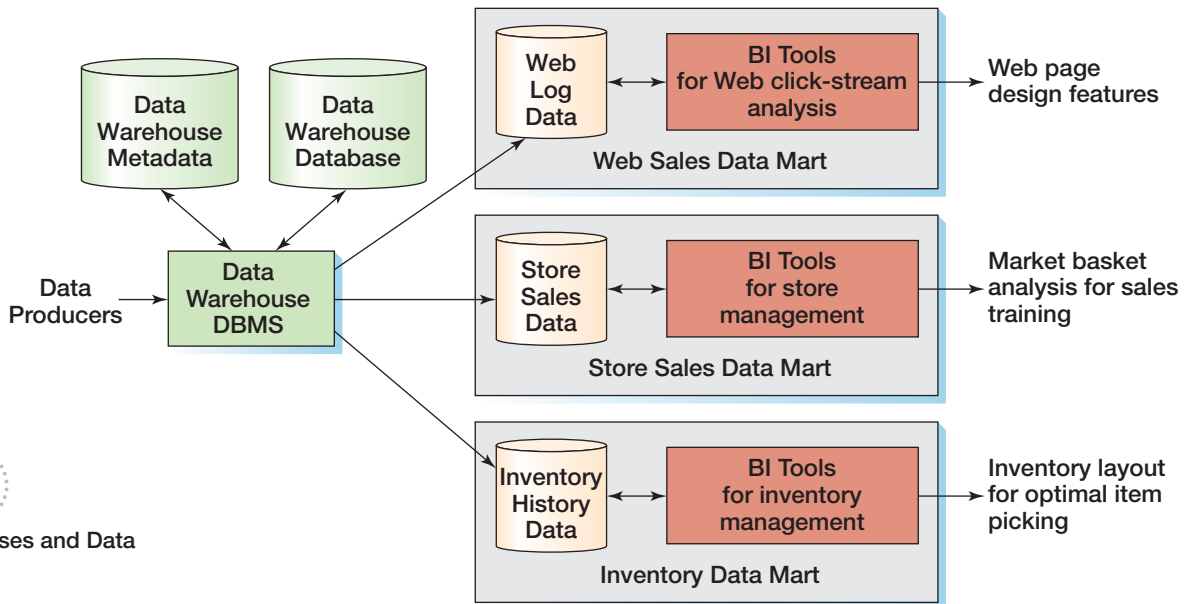 Data
Warehouse
Metadata
Data
Warehouse
Database
Data
Producers
Data
Warehouse
DBMS
Web
Log
Data
BI Tools
for Web click-stream
analysis
Web Sales Data Mart
Web page
design features
Store
Sales
Data
BI Tools
for store
management
Store Sales Data Mart
Market basket
analysis for sales
training
Inventory
History
Data
BI Tools
for inventory
management
Inventory Data Mart
Inventory layout
for optimal item
picking
ses and Data